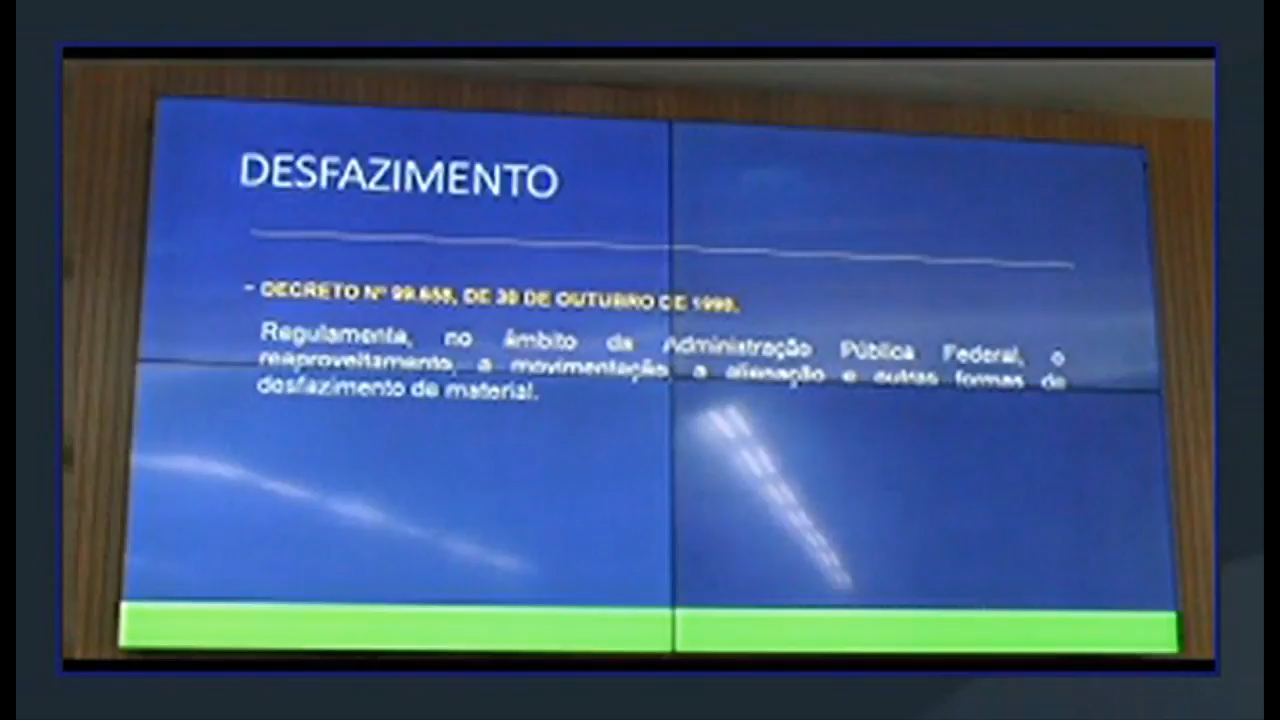 DESFAZIMENTO
– DECRETO Nº 99.658, DE 30 DE OUTUBRO DE 1990.
Regulamenta, no âmbito da Administração Pública Federal, o
reaproveitamento, a movimentação, a alienação e outras formas de
desfazimento de material.